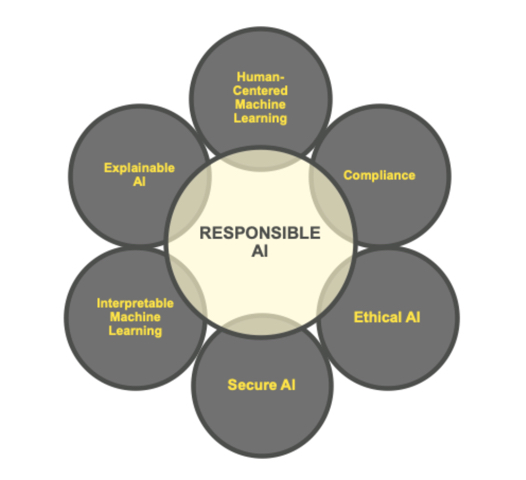 Human-
Centered
Machine
Learning
Explainable
AI
Compliance
RESPONSIBLE
AI
Interpretable
Machine
Learning
Ethical AI
Secure AI